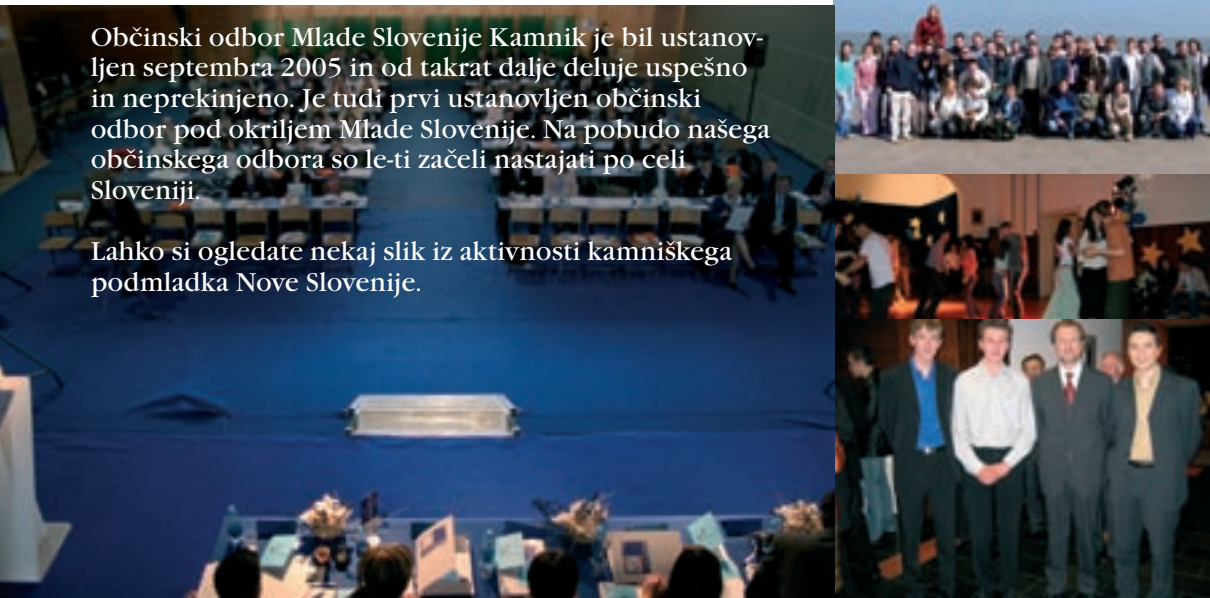 Občinski odbor Mlade Slovenije Kamnik je bil ustanov-
ljen septembra 2005 in od takrat dalje deluje uspešno
in neprekinjeno. Je tudi prvi ustanovljen občinski
odbor pod okriljem Mlade Slovenije. Na pobudo našega
občinskega odbora so le-ti začeli nastajati po celi
Sloveniji.
Lahko si ogledate nekaj slik iz aktivnosti kamniškega
podmladka Nove Slovenije.